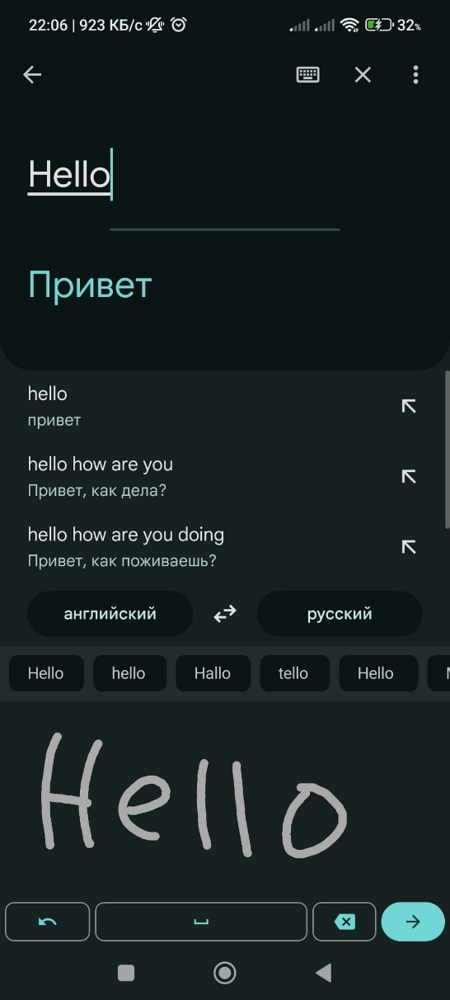 22:06 | 923 КБ/с 32%
Hello
Привет
hello
привет
hello how are you
Привет, как дела?
hello how are you doing
Привет, как поживаешь?
английский русский
Hello hello Hallo tello Hello
Hello